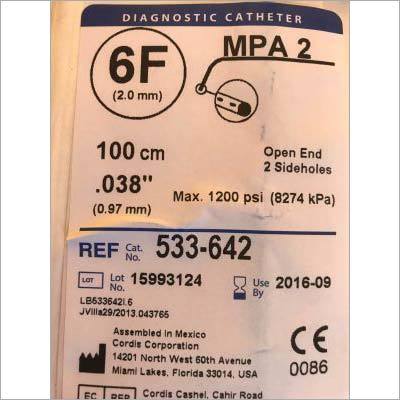 DIAGNOSTIC CATHETER
6F
(2.0 mm)
MPA 2
100 cm
.038"
(0.97 mm)
Open End
2 Sideholes
Max. 1200 psi (8274 kPa)
REF Cat. No. 533-642
LOT Lot No. 15993124
Use By 2016-09
LB533642I.6
JVilla29/2013.043765
Assembled in Mexico
Cordis Corporation
14201 North West 60th Avenue
Miami Lakes, Florida 33014, USA
CE
0086
EC REP Cordis Cashel, Cahir Road